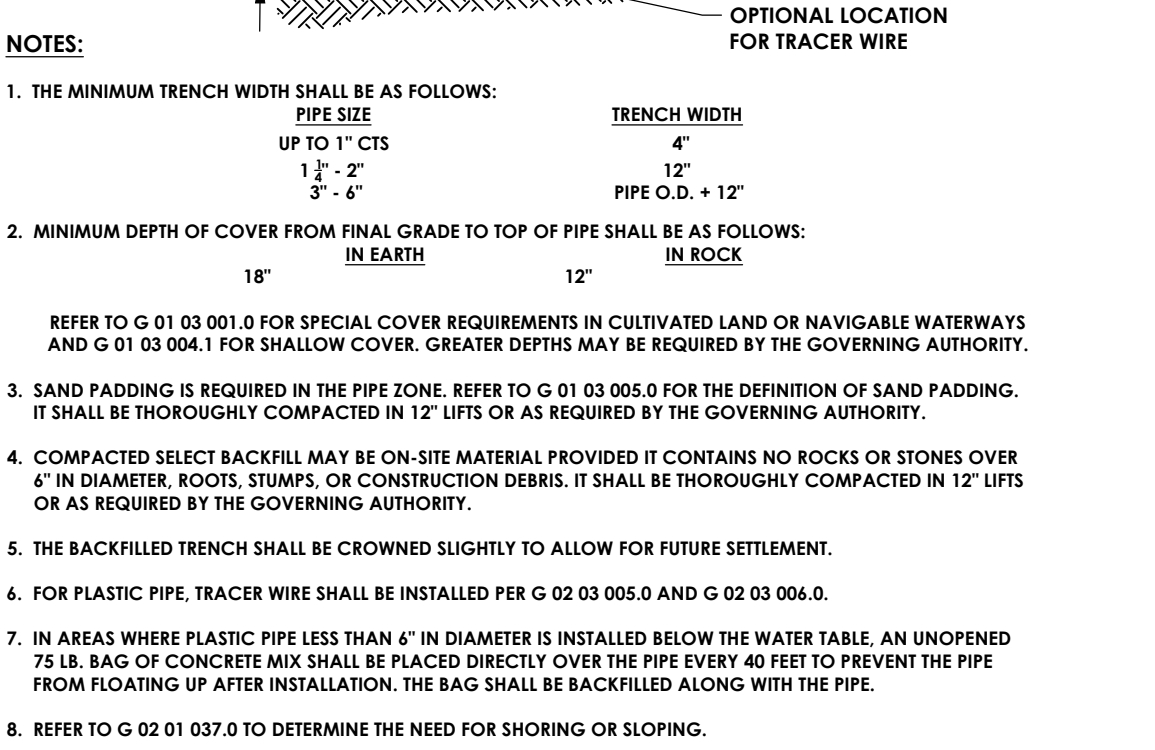 OPTIONAL LOCATION
FOR TRACER WIRE
NOTES:
1. THE MINIMUM TRENCH WIDTH SHALL BE AS FOLLOWS:
PIPE SIZE TRENCH WIDTH
UP TO 1" CTS 4"
1 1/4" - 2" 12"
3" - 6" PIPE O.D. + 12"
2. MINIMUM DEPTH OF COVER FROM FINAL GRADE TO TOP OF PIPE SHALL BE AS FOLLOWS:
IN EARTH IN ROCK
18" 12"
REFER TO G 01 03 001.0 FOR SPECIAL COVER REQUIREMENTS IN CULTIVATED LAND OR NAVIGABLE WATERWAYS
AND G 01 03 004.1 FOR SHALLOW COVER. GREATER DEPTHS MAY BE REQUIRED BY THE GOVERNING AUTHORITY.
3. SAND PADDING IS REQUIRED IN THE PIPE ZONE. REFER TO G 01 03 005.0 FOR THE DEFINITION OF SAND PADDING.
IT SHALL BE THOROUGHLY COMPACTED IN 12" LIFTS OR AS REQUIRED BY THE GOVERNING AUTHORITY.
4. COMPACTED SELECT BACKFILL MAY BE ON-SITE MATERIAL PROVIDED IT CONTAINS NO ROCKS OR STONES OVER
6" IN DIAMETER, ROOTS, STUMPS, OR CONSTRUCTION DEBRIS. IT SHALL BE THOROUGHLY COMPACTED IN 12" LIFTS
OR AS REQUIRED BY THE GOVERNING AUTHORITY.
5. THE BACKFILLED TRENCH SHALL BE CROWNED SLIGHTLY TO ALLOW FOR FUTURE SETTLEMENT.
6. FOR PLASTIC PIPE, TRACER WIRE SHALL BE INSTALLED PER G 02 03 005.0 AND G 02 03 006.0.
7. IN AREAS WHERE PLASTIC PIPE LESS THAN 6" IN DIAMETER IS INSTALLED BELOW THE WATER TABLE, AN UNOPENED
75 LB. BAG OF CONCRETE MIX SHALL BE PLACED DIRECTLY OVER THE PIPE EVERY 40 FEET TO PREVENT THE PIPE
FROM FLOATING UP AFTER INSTALLATION. THE BAG SHALL BE BACKFILLED ALONG WITH THE PIPE.
8. REFER TO G 02 01 037.0 TO DETERMINE THE NEED FOR SHORING OR SLOPING.